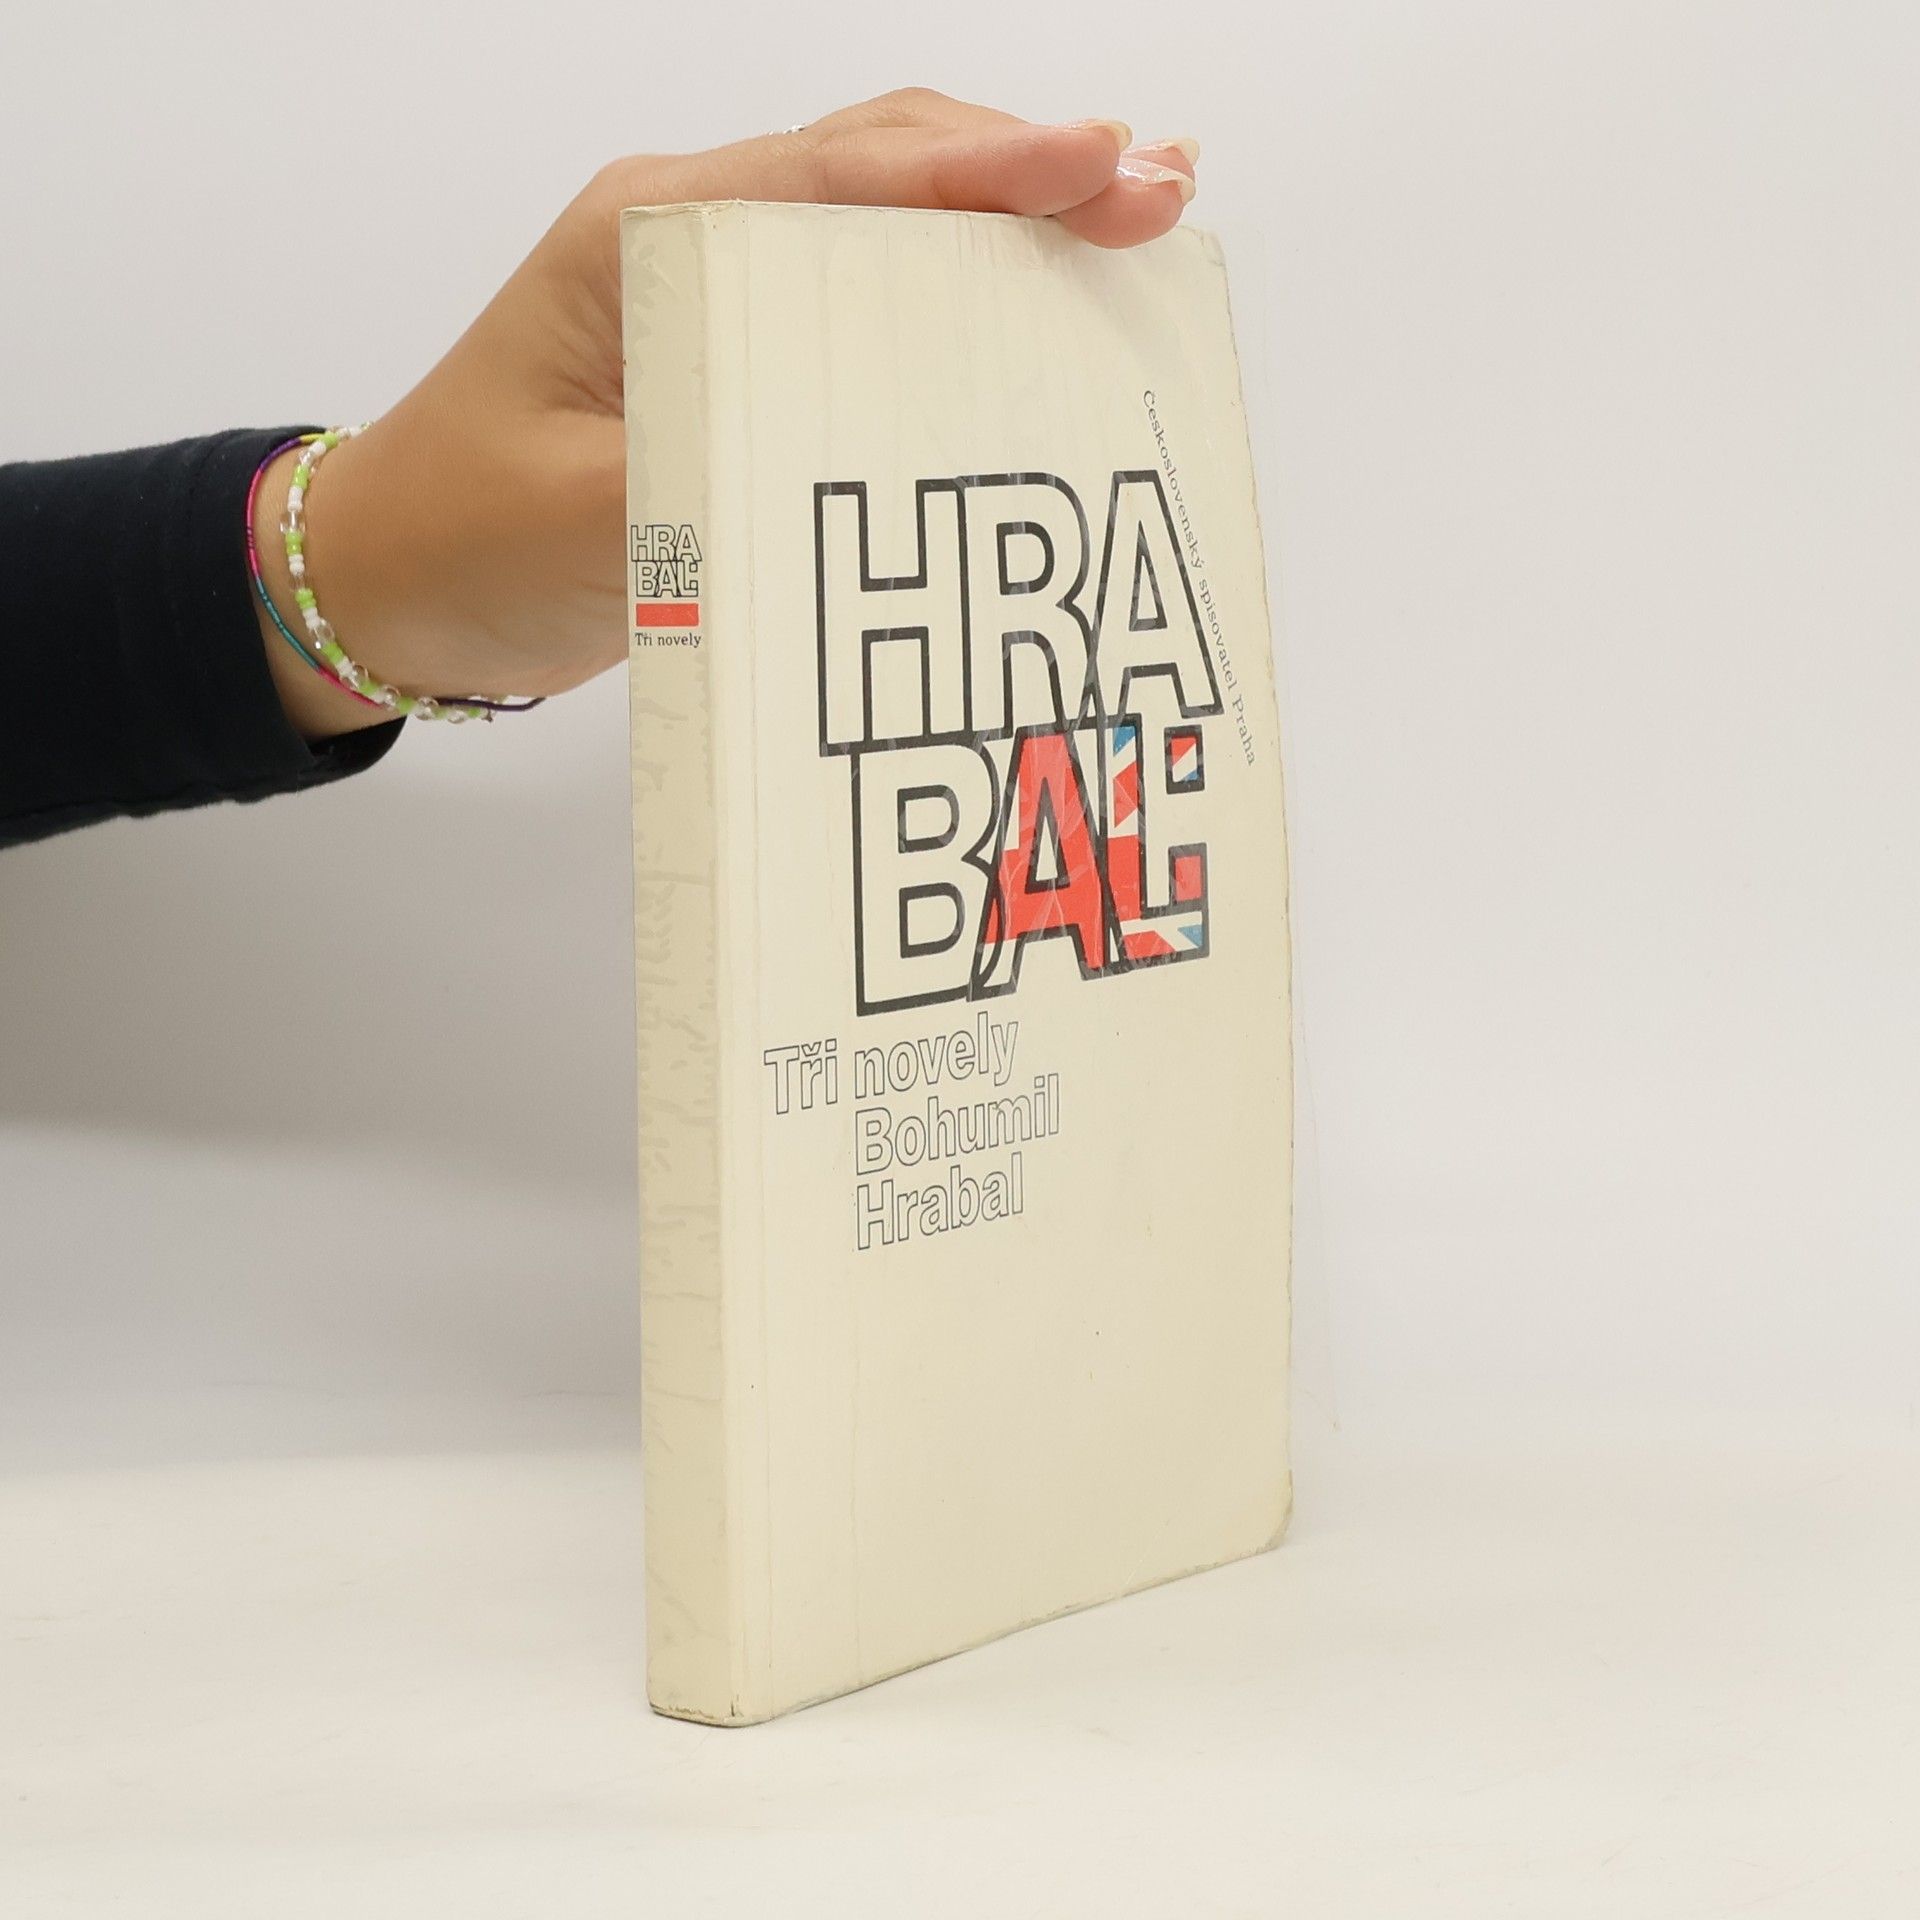 HRA
BAL:
Tři novely
HRA
BAL:
Tři novely
Bohumil
Hrabal
Československý spisovatel Praha